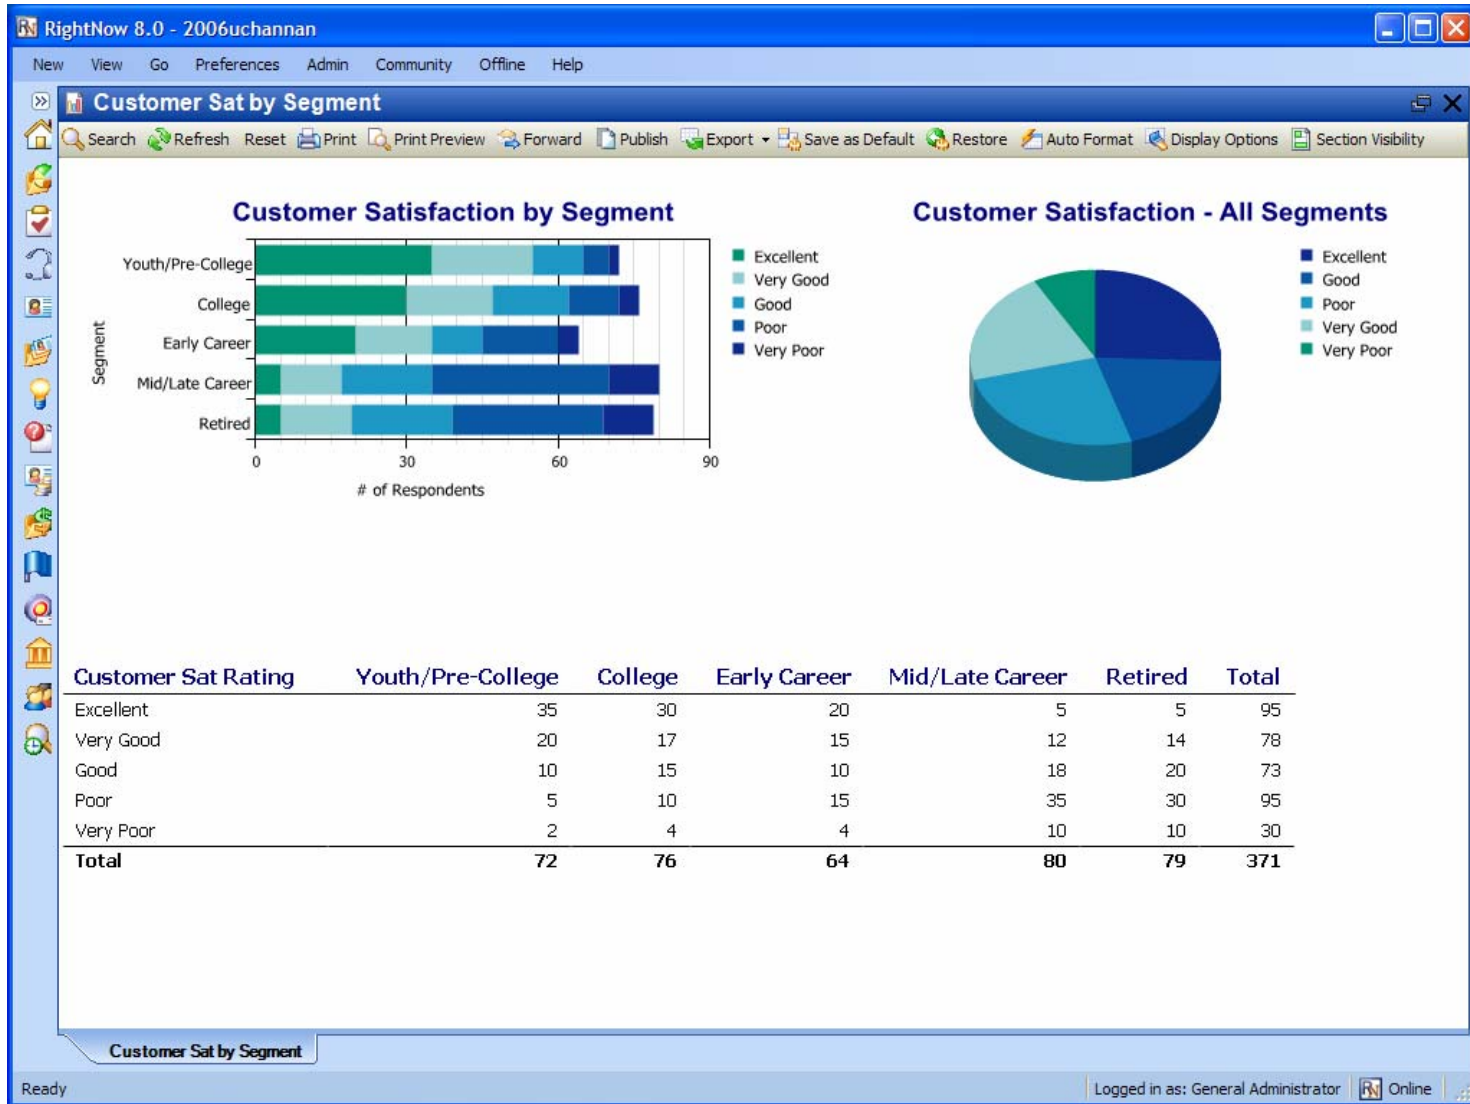 RightNow 8.0 - 2006uchannan
New View Go Preferences Admin Community Offline Help
Customer Sat by Segment
Search Refresh Reset Print Print Preview Forward Publish Export Save as Default Restore Auto Format Display Options Section Visibility
Customer Satisfaction by Segment
Segment
Youth/Pre-College
College
Early Career
Mid/Late Career
Retired
0 30 60 90
# of Respondents
Excellent
Very Good
Good
Poor
Very Poor
Customer Satisfaction - All Segments
Excellent
Good
Poor
Very Good
Very Poor
Customer Sat Rating Youth/Pre-College College Early Career Mid/Late Career Retired Total
Excellent 35 30 20 5 5 95
Very Good 20 17 15 12 14 78
Good 10 15 10 18 20 73
Poor 5 10 15 35 30 95
Very Poor 2 4 4 10 10 30
Total 72 76 64 80 79 371
Customer Sat by Segment
Ready Logged in as: General Administrator Online